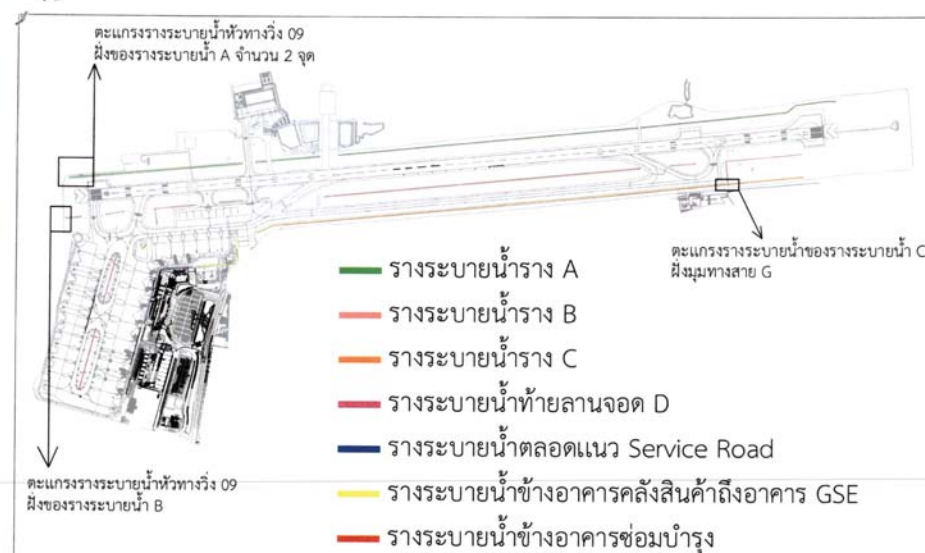 ตะแกรงรางระบายน้ำหัวทางวิ่ง 09
ฝั่งของรางระบายน้ำ A จำนวน 2 จุด
ตะแกรงรางระบายน้ำของรางระบายน้ำ C
ฝั่งมุมทางสาย G
รางระบายน้ำราง A
รางระบายน้ำราง B
รางระบายน้ำราง C
รางระบายน้ำท้ายลานจอด D
รางระบายน้ำตลอดแนว Service Road
รางระบายน้ำข้างอาคารคลังสินค้าถึงอาคาร GSE
รางระบายน้ำข้างอาคารซ่อมบำรุง
ตะแกรงรางระบายน้ำหัวทางวิ่ง 09
ฝั่งของรางระบายน้ำ B